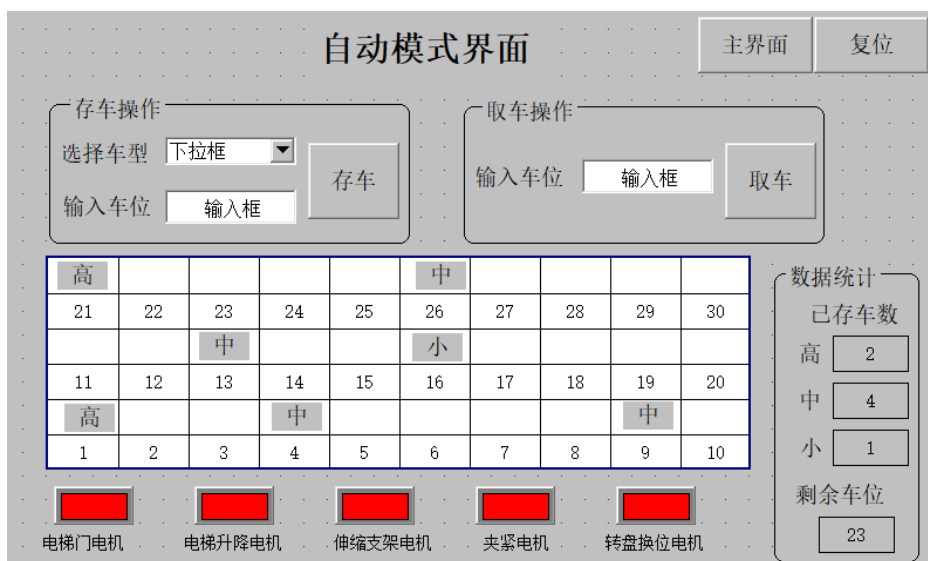 自动模式界面 主界面 复位
存车操作 取车操作
选择车型 下拉框 存车 输入车位 输入框 取车
输入车位 输入框
高 中
21 22 23 24 25 26 27 28 29 30
中 小
11 12 13 14 15 16 17 18 19 20
高 中 中
1 2 3 4 5 6 7 8 9 10
数据统计
已存车数
高 2
中 4
小 1
剩余车位
23
电梯门电机 电梯升降电机 伸缩支架电机 夹紧电机 转盘换位电机